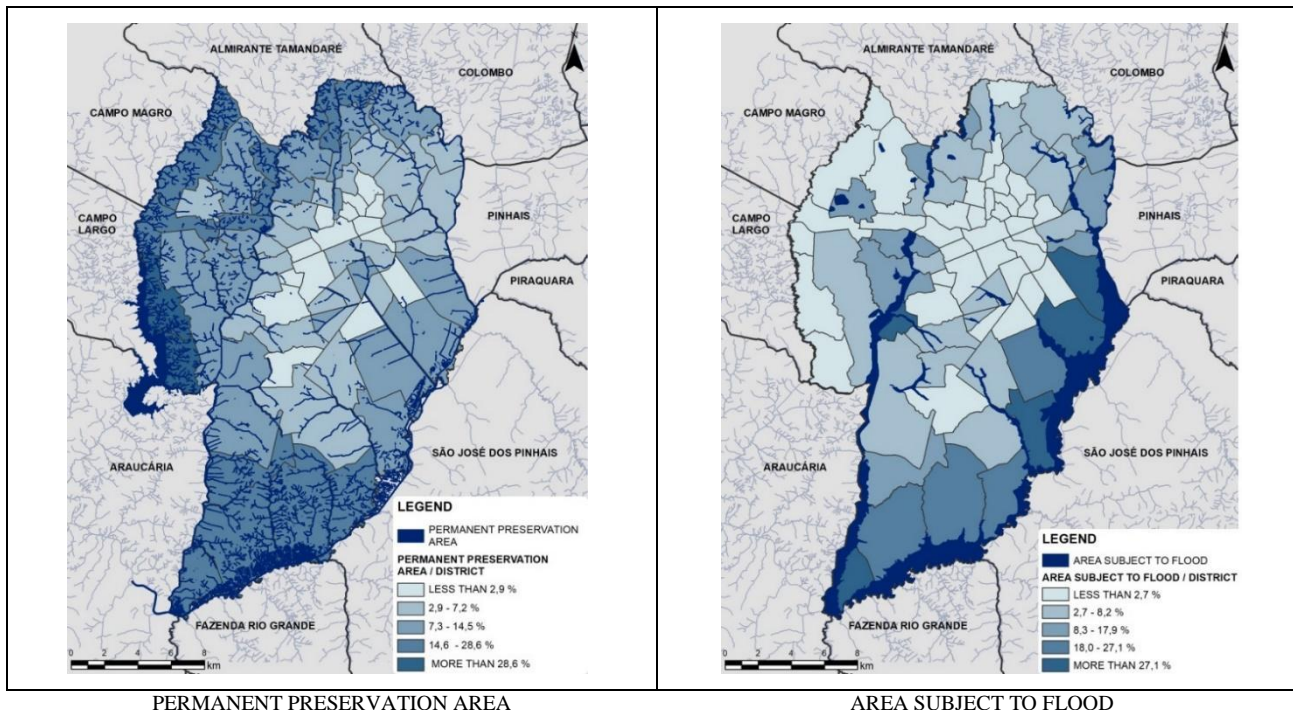 ALMIRANTE TAMANDARÉ
COLOMBO
CAMPO MAGRO
CAMPO
LARGO
PINHAIS
PIRAQUARA
SÃO JOSÉ DOS PINHAIS
ARAUCÁRIA
FAZENDA RIO GRANDE
LEGEND
PERMANENT PRESERVATION
AREA
PERMANENT PRESERVATION
AREA / DISTRICT
LESS THAN 2,9 %
2,9 - 7,2 %
7,3 - 14,5 %
14,6 - 28,6 %
MORE THAN 28,6 %
0 2 4 6 8
km
PERMANENT PRESERVATION AREA
ALMIRANTE TAMANDARÉ
COLOMBO
CAMPO MAGRO
CAMPO
LARGO
PINHAIS
PIRAQUARA
SÃO JOSÉ DOS PINHAIS
ARAUCÁRIA
FAZENDA RIO GRANDE
LEGEND
AREA SUBJECT TO FLOOD
AREA SUBJECT TO FLOOD / DISTRICT
LESS THAN 2,7 %
2,7 - 8,2 %
8,3 - 17,9 %
18,0 - 27,1 %
MORE THAN 27,1 %
0 2 4 6 8
km
AREA SUBJECT TO FLOOD